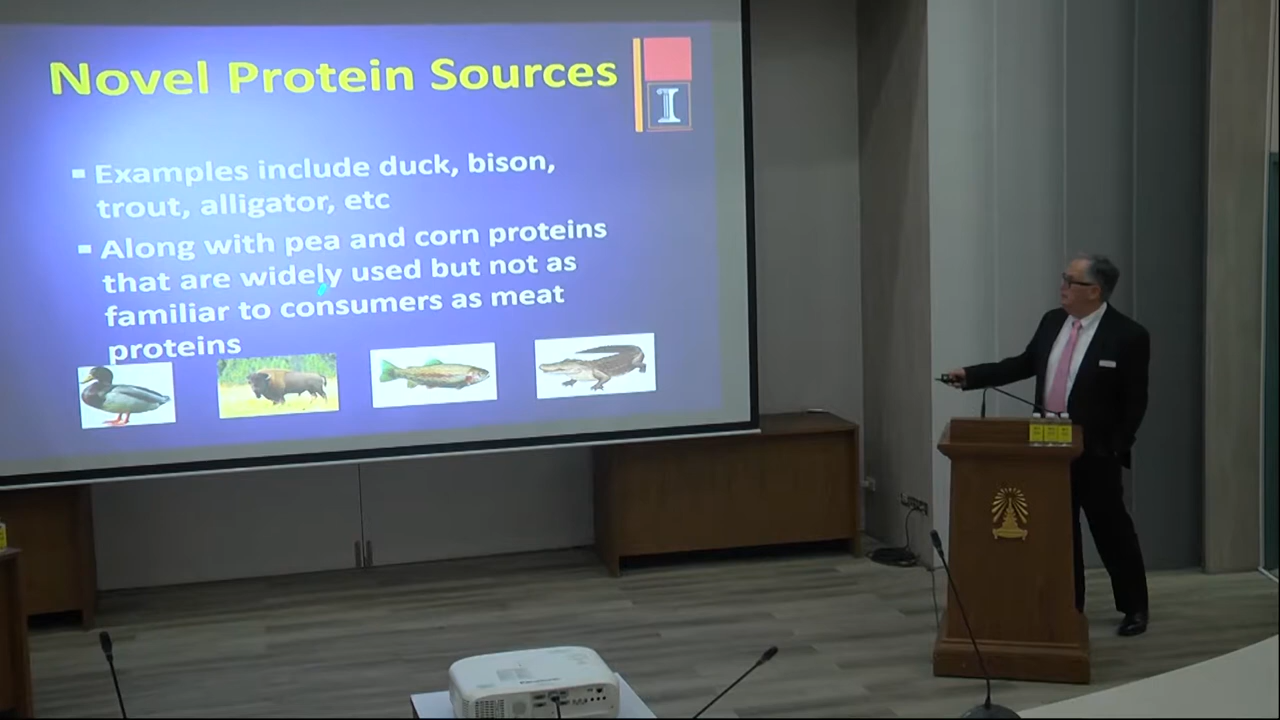 Novel Protein Sources
I
▪ Examples include duck, bison,
trout, alligator, etc
▪ Along with pea and corn proteins
that are widely used but not as
familiar to consumers as meat
proteins